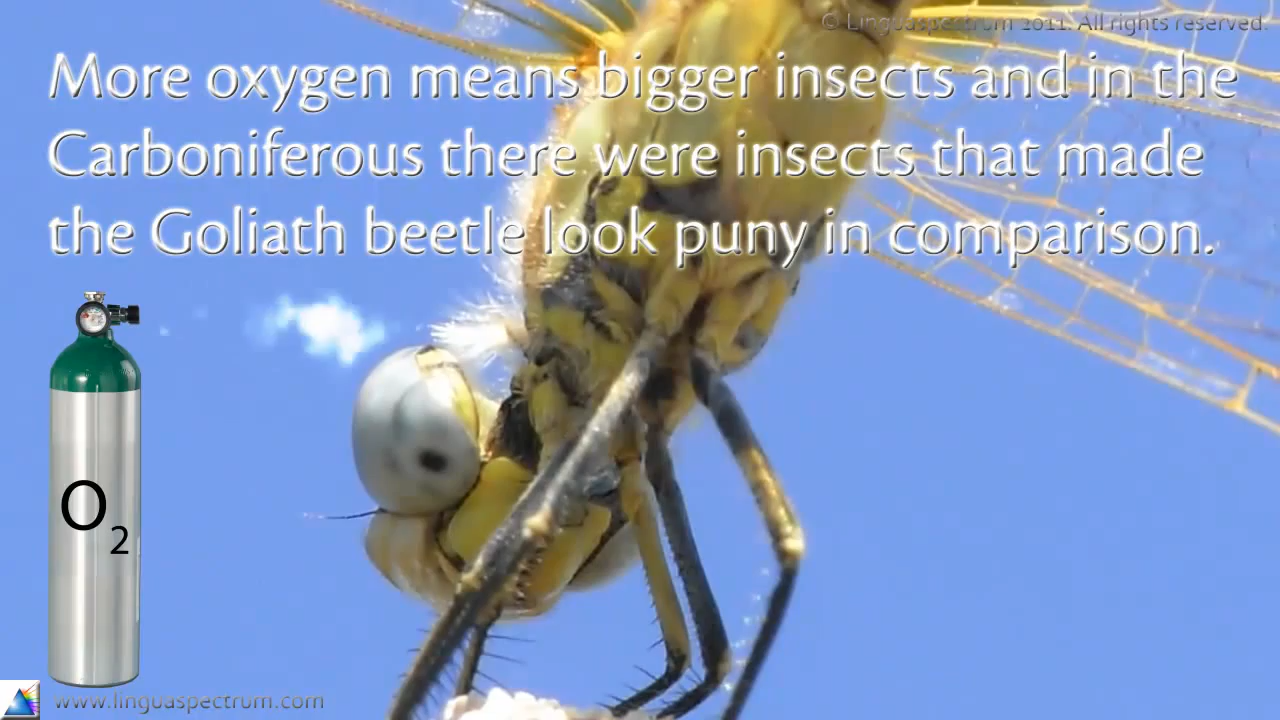 © Linguaspectrum 2011. All rights reserved.
More oxygen means bigger insects and in the
Carboniferous there were insects that made
the Goliath beetle look puny in comparison.
O2
www.linguaspectrum.com